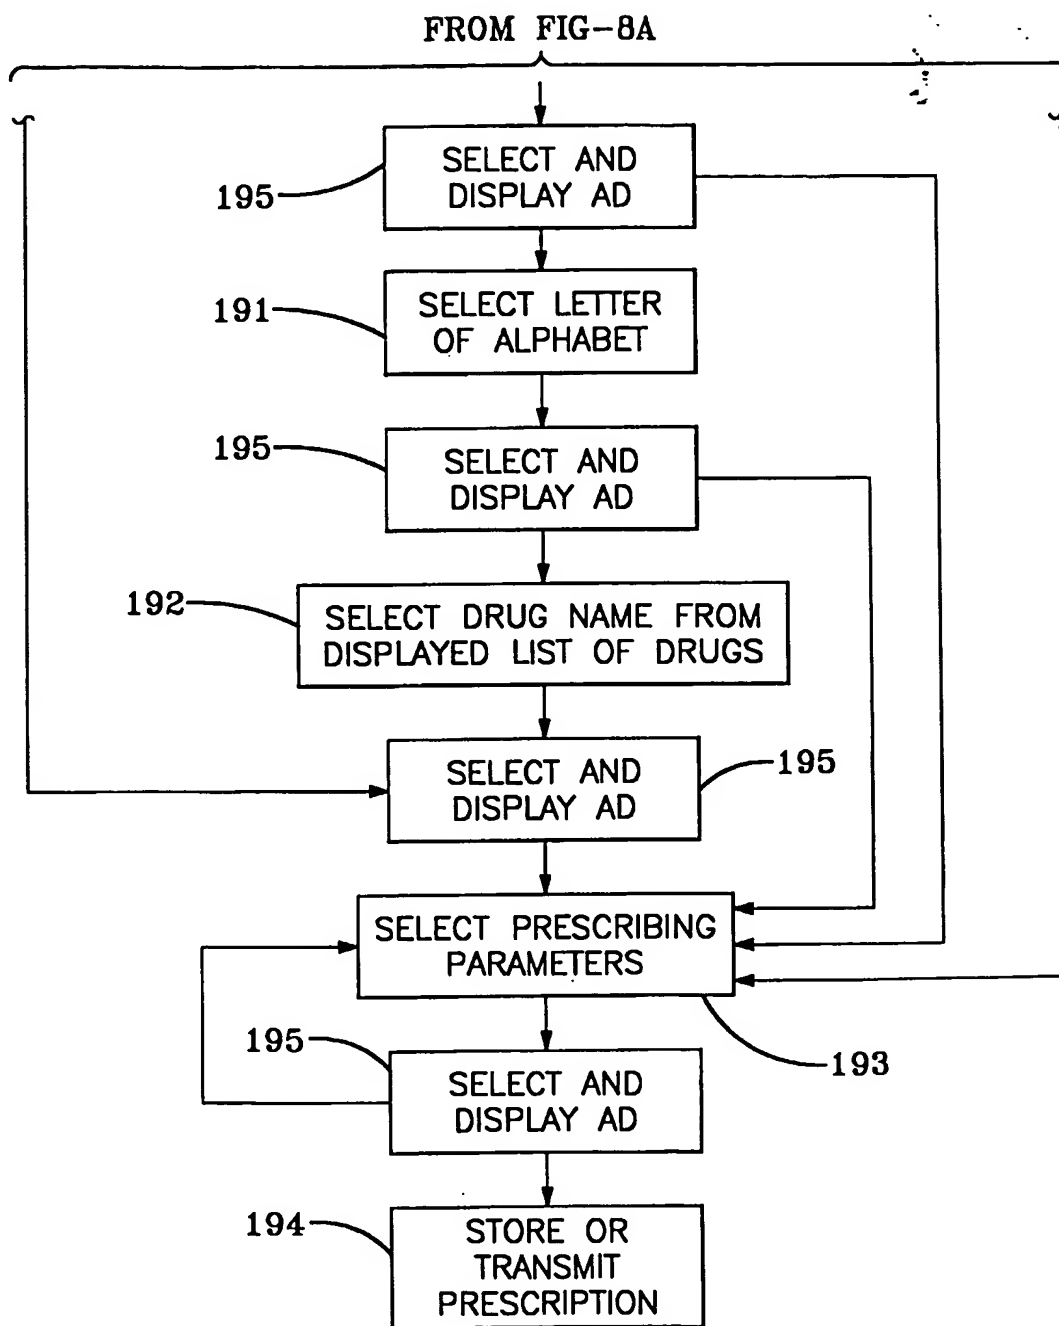 FROM FIG-8A
195
SELECT AND
DISPLAY AD
191
SELECT LETTER
OF ALPHABET
195
SELECT AND
DISPLAY AD
192
SELECT DRUG NAME FROM
DISPLAYED LIST OF DRUGS
SELECT AND
DISPLAY AD
195
SELECT PRESCRIBING
PARAMETERS
193
195
SELECT AND
DISPLAY AD
194
STORE OR
TRANSMIT
PRESCRIPTION